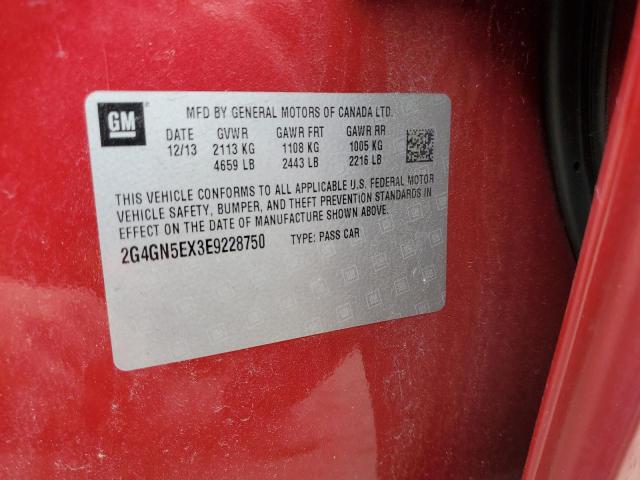 GM
MFD BY GENERAL MOTORS OF CANADA LTD.
DATE GVWR GAWR FRT GAWR RR
12/13 2113 KG 1108 KG 1005 KG
4659 LB 2443 LB 2216 LB
THIS VEHICLE CONFORMS TO ALL APPLICABLE U.S. FEDERAL MOTOR
VEHICLE SAFETY, BUMPER, AND THEFT PREVENTION STANDARDS IN
EFFECT ON THE DATE OF MANUFACTURE SHOWN ABOVE.
2G4GN5EX3E9228750 TYPE: PASS CAR